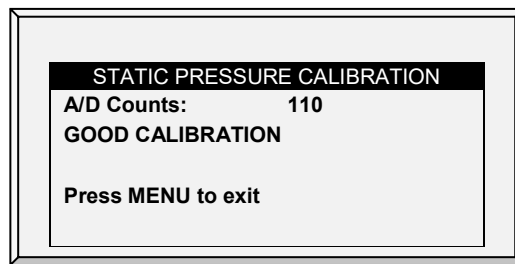 STATIC PRESSURE CALIBRATION
A/D Counts: 110
GOOD CALIBRATION
Press MENU to exit